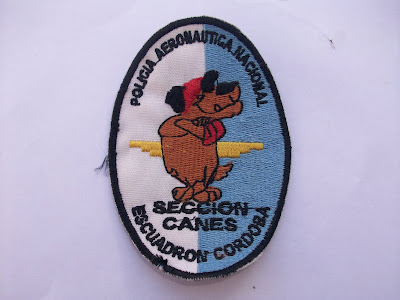 POLICIA AERONAUTICA NACIONAL
SECCION
CANES
ESCUADRON CORDOBA